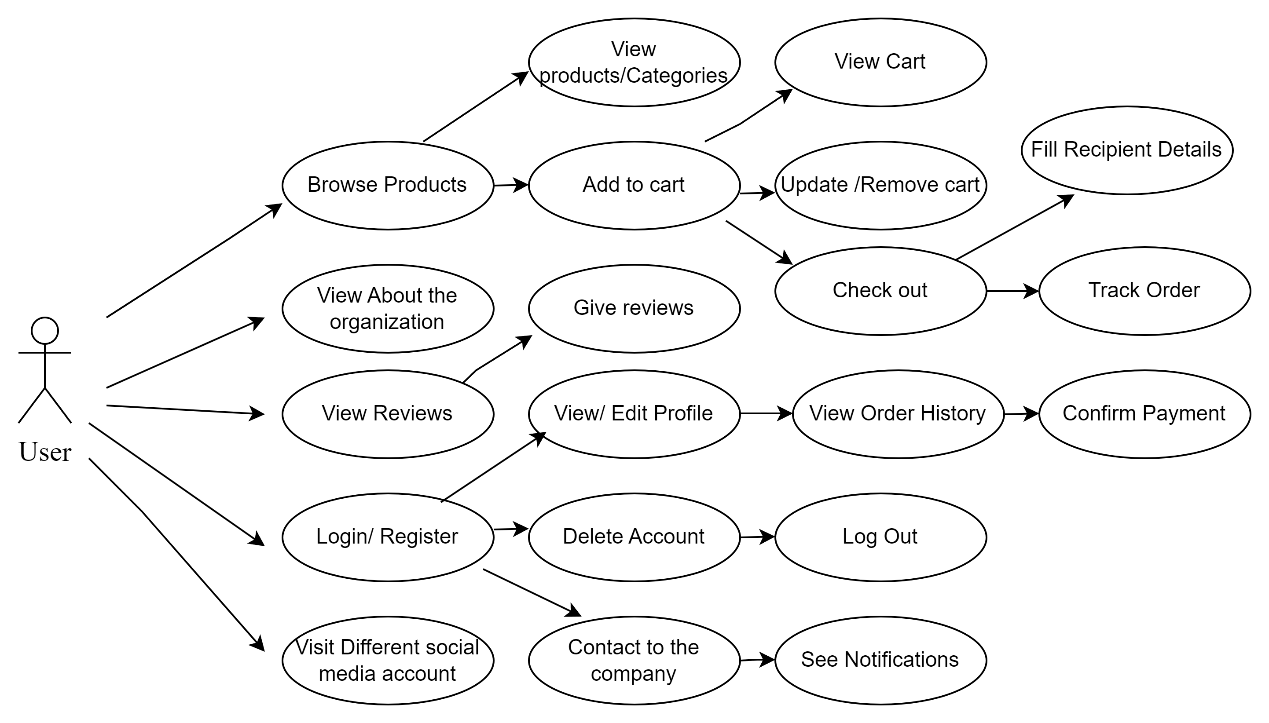 View
products/Categories
View Cart
Fill Recipient Details
Browse Products
Add to cart
Update /Remove cart
View About the
organization
Give reviews
Check out
Track Order
View Reviews
View/ Edit Profile
View Order History
Confirm Payment
User
Login/ Register
Delete Account
Log Out
Visit Different social
media account
Contact to the
company
See Notifications